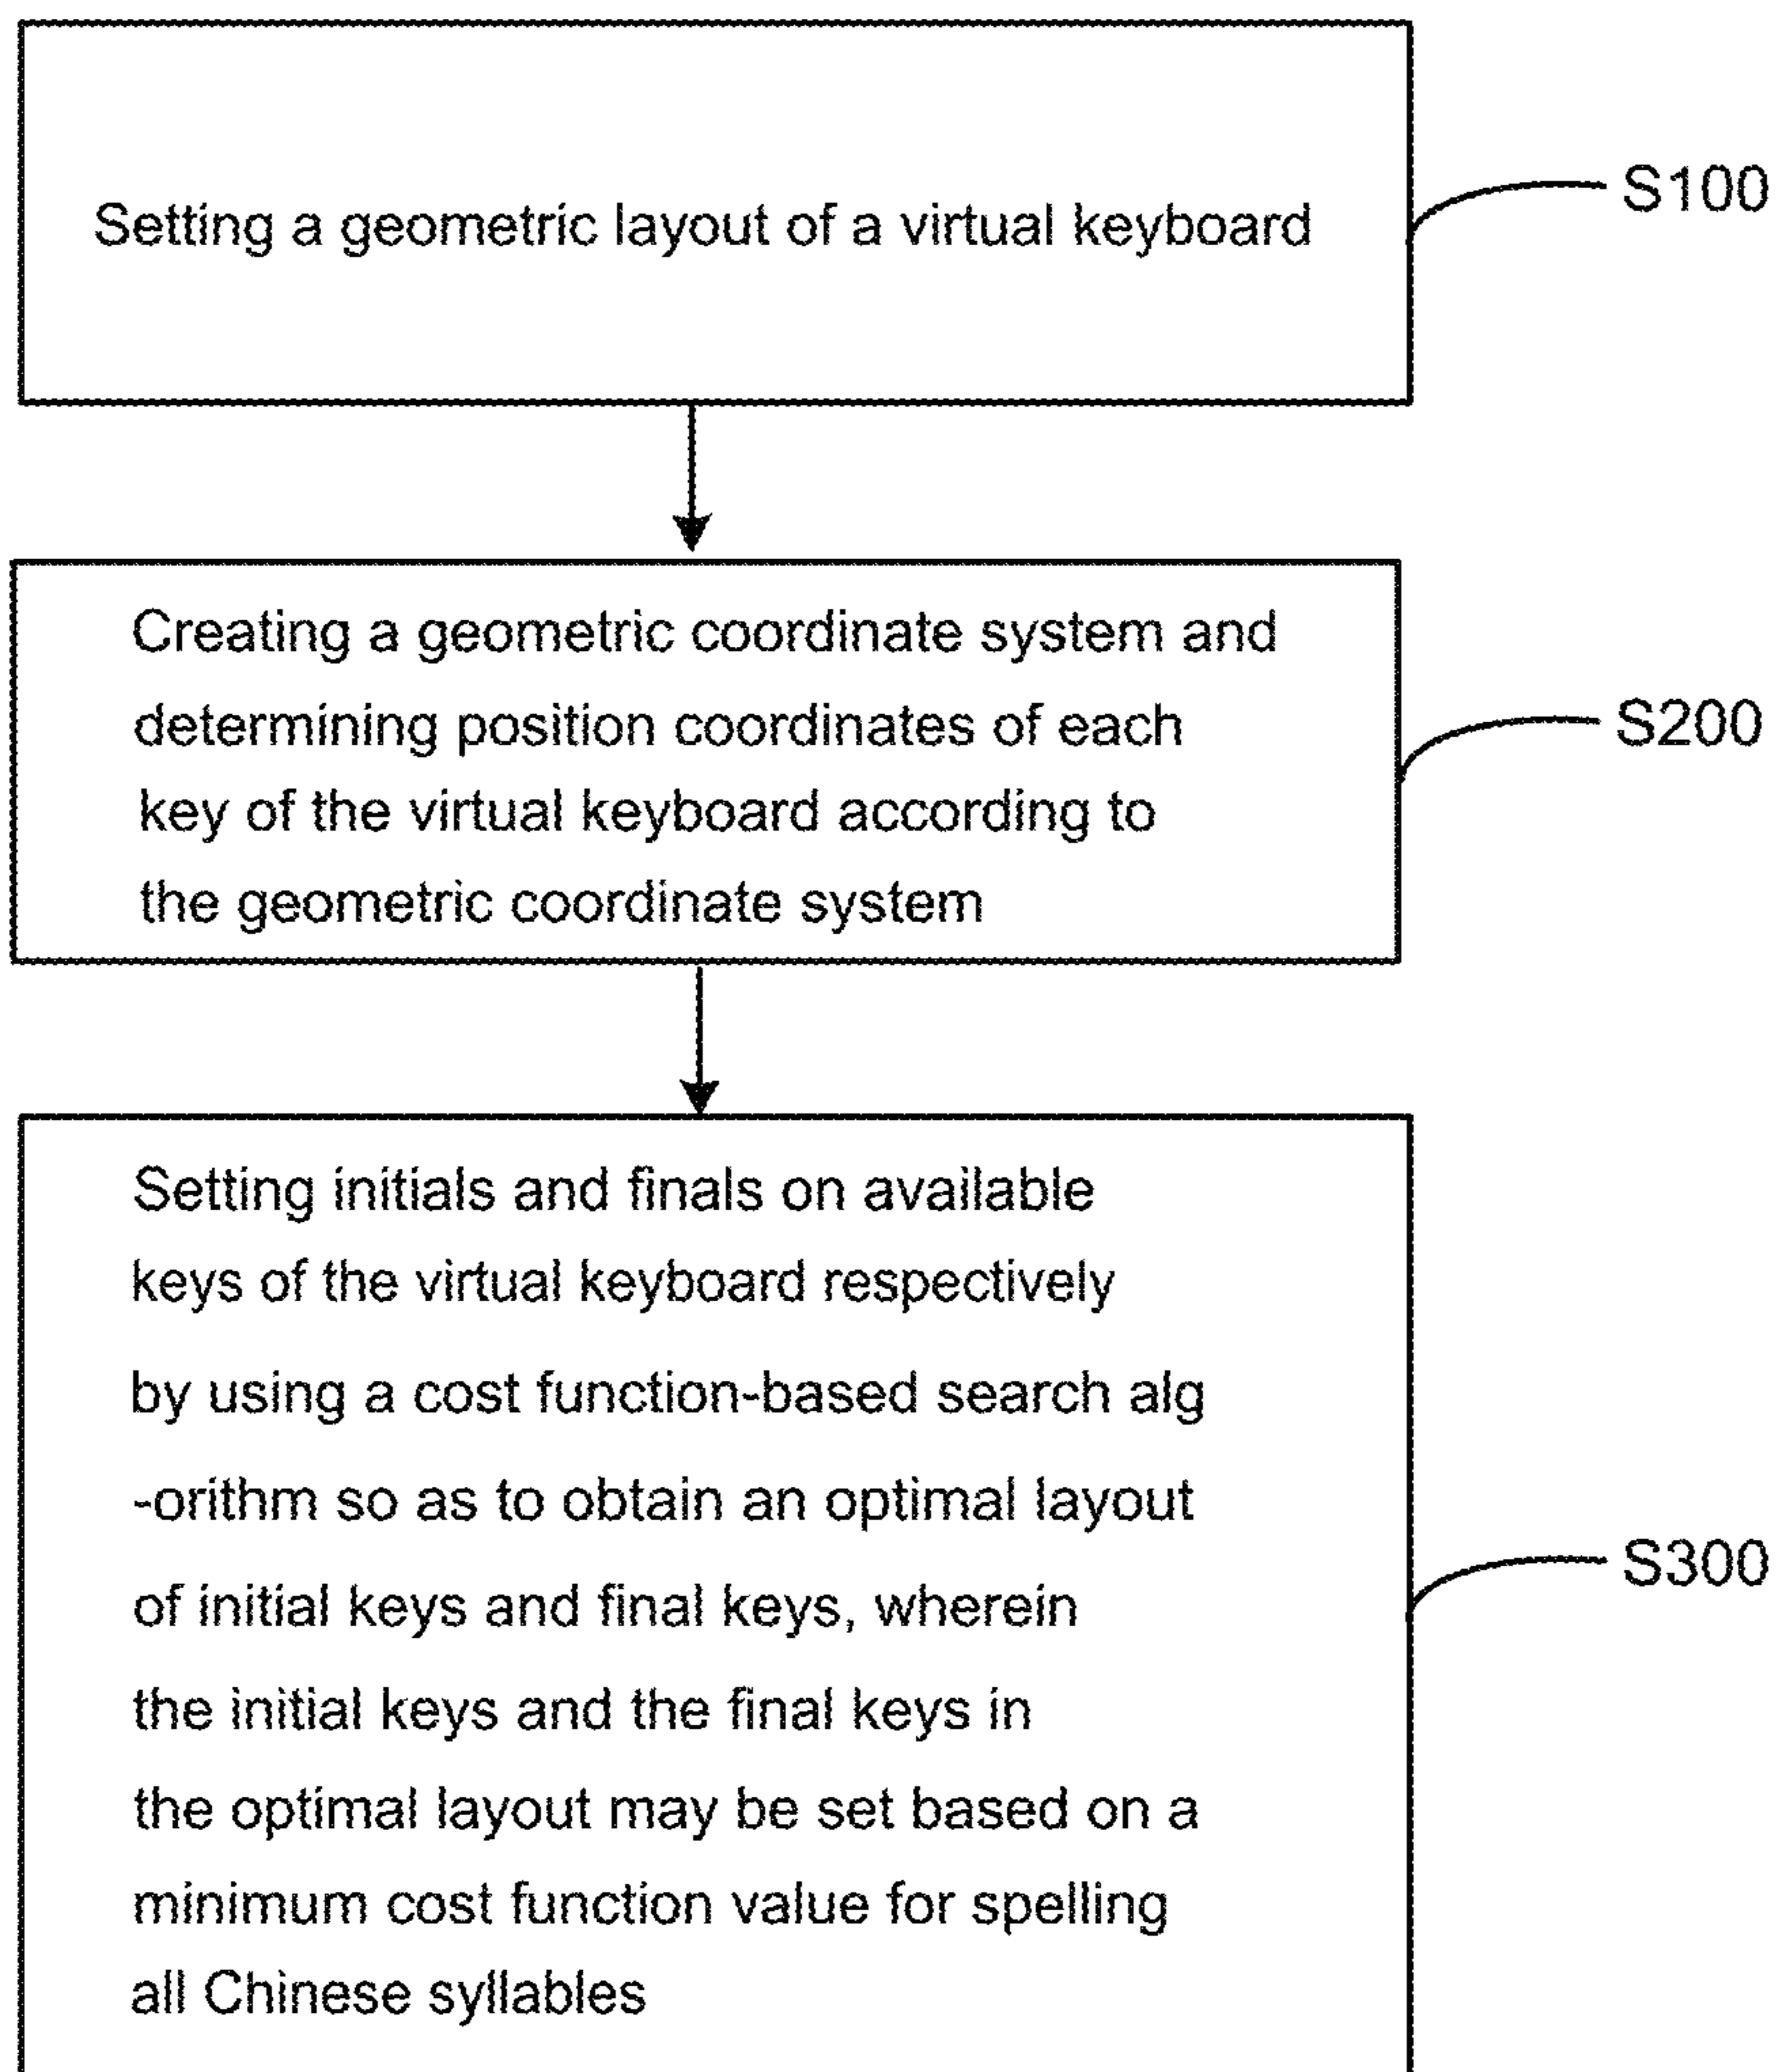 Setting a geometric layout of a virtual keyboard
S100
Creating a geometric coordinate system and
determining position coordinates of each
key of the virtual keyboard according to
the geometric coordinate system
S200
Setting initials and finals on available
keys of the virtual keyboard respectively
by using a cost function-based search alg
-orithm so as to obtain an optimal layout
of initial keys and final keys, wherein
the initial keys and the final keys in
the optimal layout may be set based on a
minimum cost function value for spelling
all Chinese syllables
S300